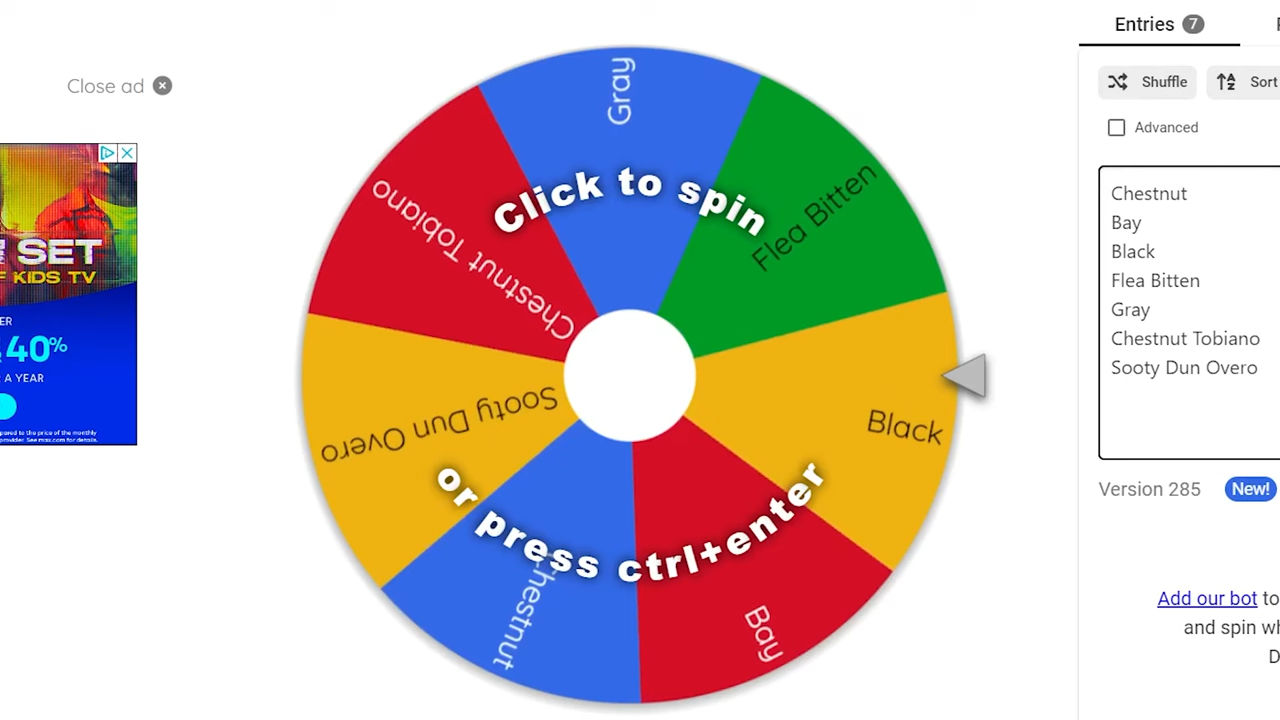 Entries 7
Close ad
Shuffle
Sort
Advanced
SET
KIDS TV
40%
A YEAR
Gray
Flea Bitten
Black
Bay
Chestnut
Sooty Dun Overo
Chestnut Tobiano
Click to spin
or press ctrl+enter
Chestnut
Bay
Black
Flea Bitten
Gray
Chestnut Tobiano
Sooty Dun Overo
Version 285 New!
Add our bot to
and spin